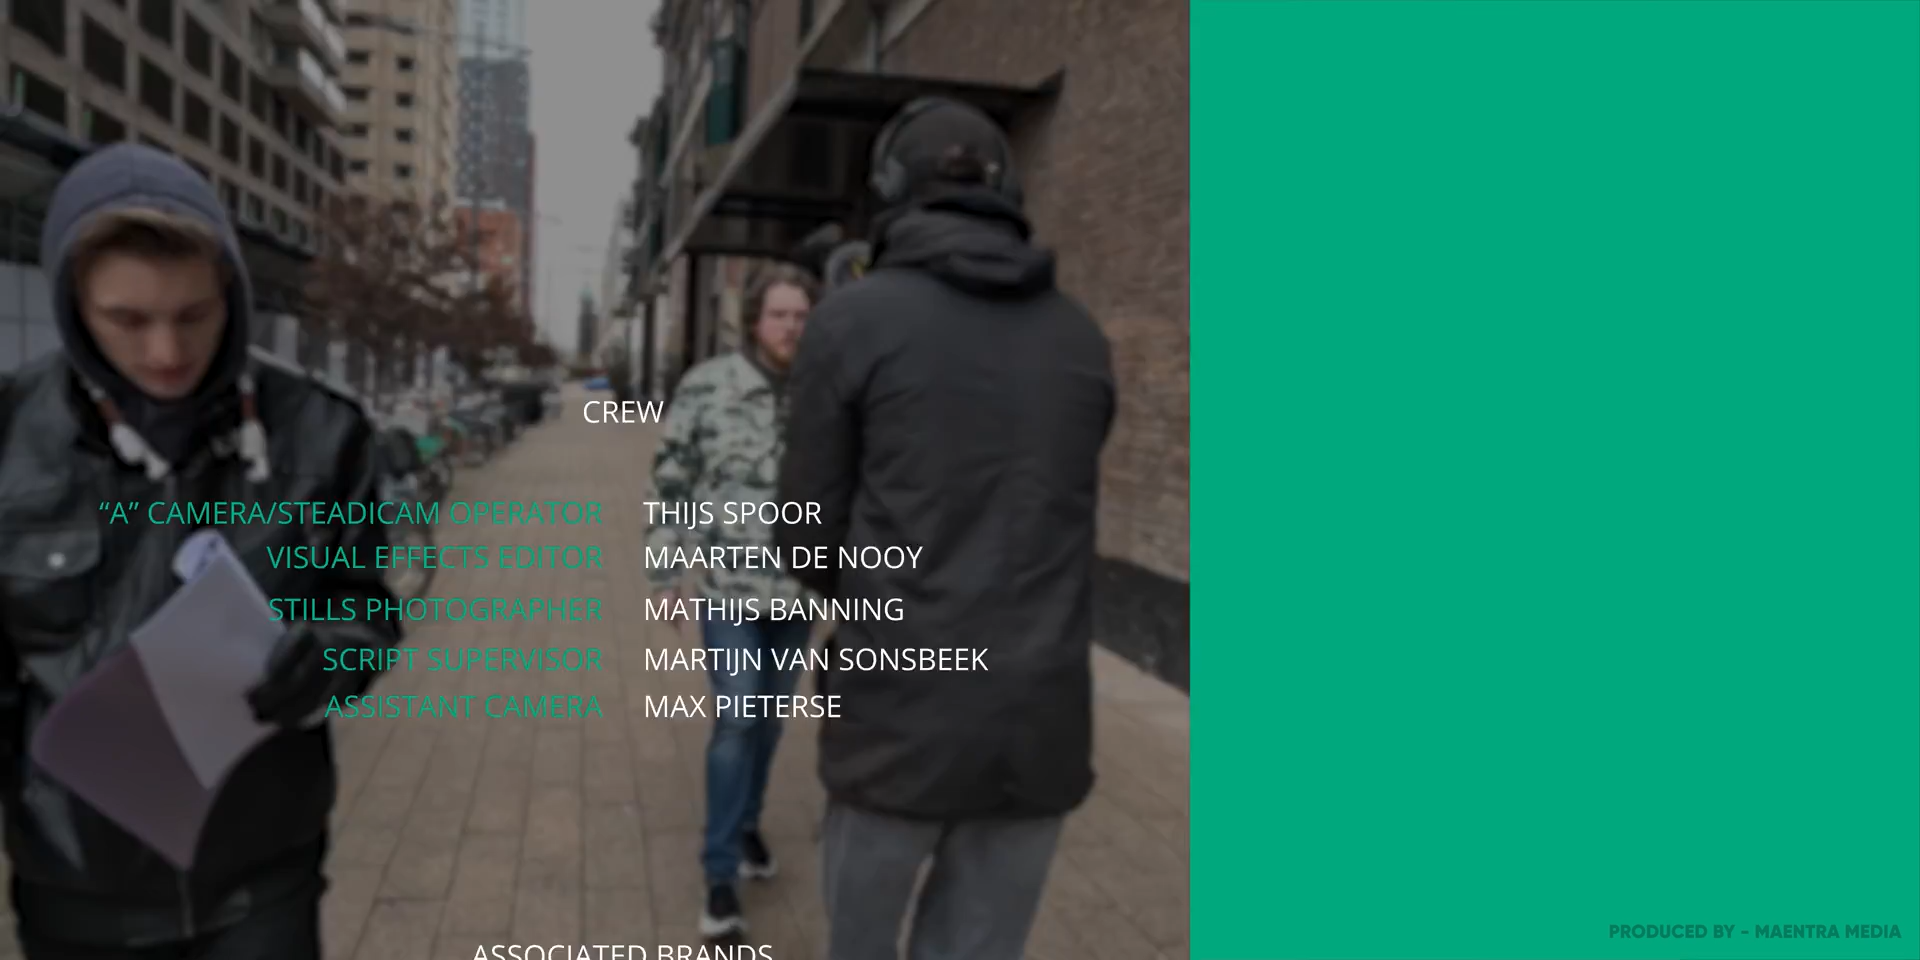 CREW
“A” CAMERA/STEADICAM OPERATOR THIJS SPOOR
VISUAL EFFECTS EDITOR MAARTEN DE NOOY
STILLS PHOTOGRAPHER MATHIJS BANNING
SCRIPT SUPERVISOR MARTIJN VAN SONSBEEK
ASSISTANT CAMERA MAX PIETERSE
ASSOCIATED BRANDS
PRODUCED BY - MAENTRA MEDIA